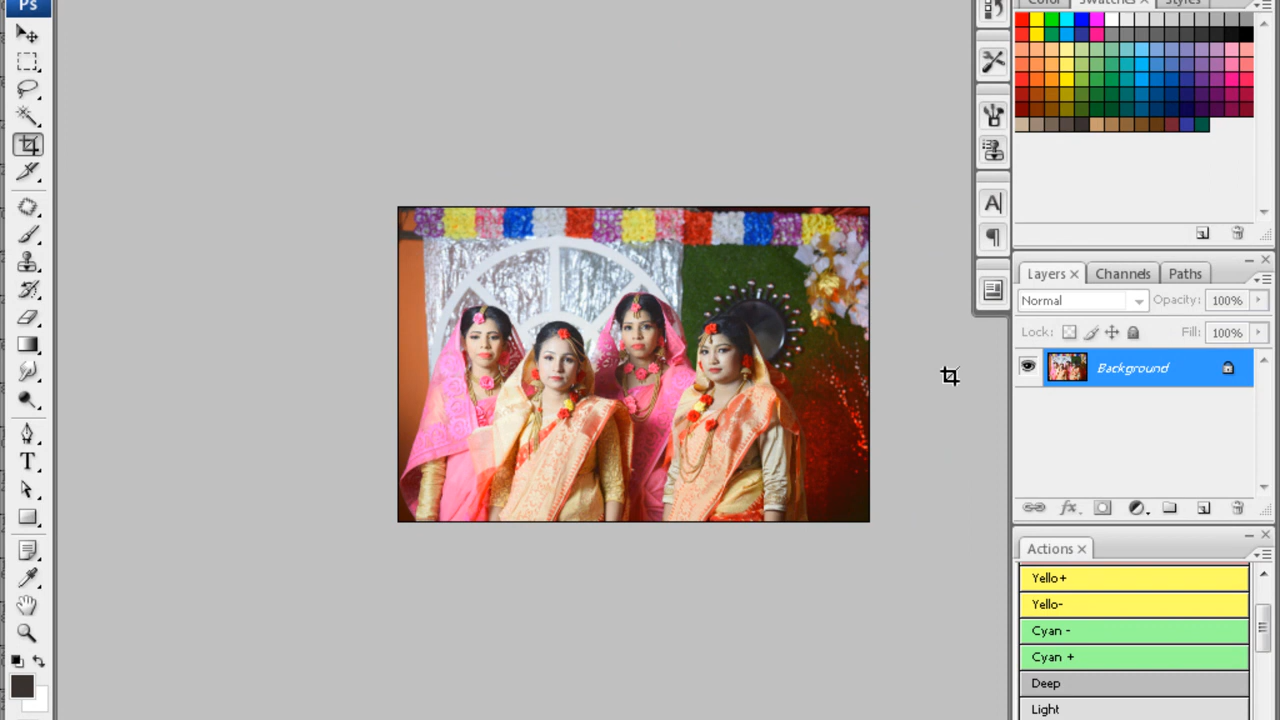 Ps
Color Swatches × Styles
Layers × Channels Paths
Normal Opacity: 100%
Lock: Fill: 100%
Background
Actions ×
Yello+
Yello-
Cyan -
Cyan +
Deep
Light